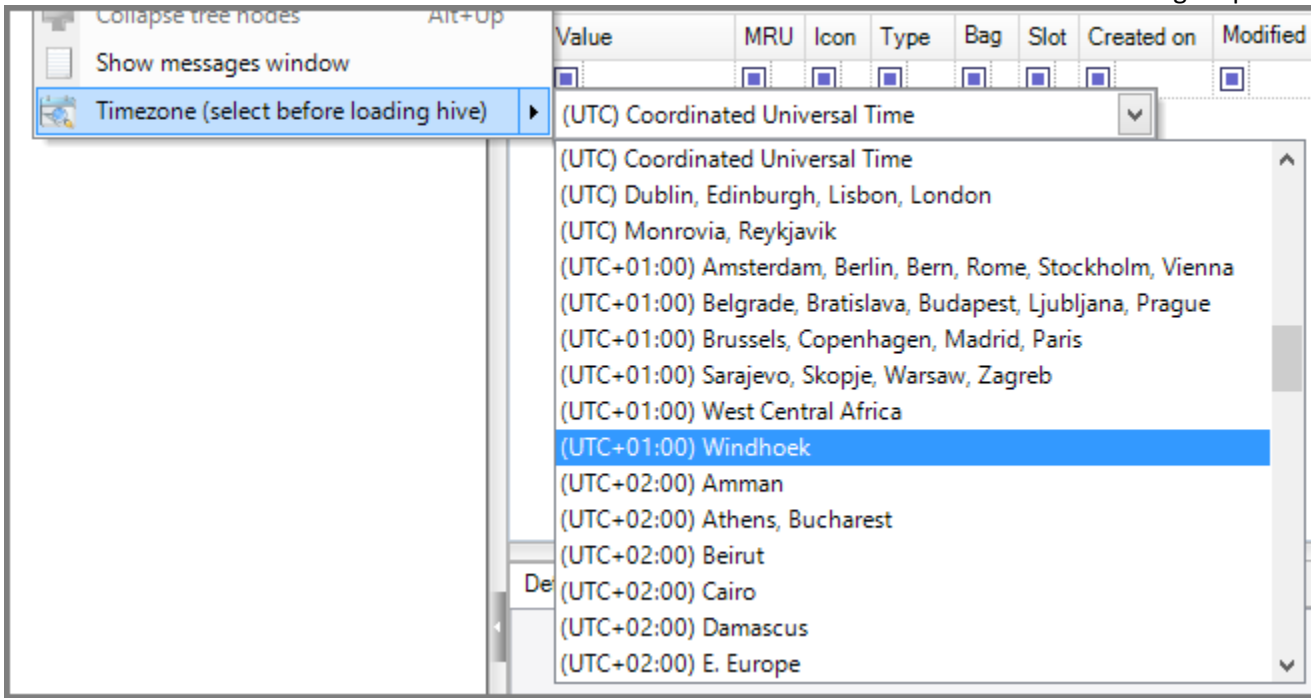 Collapse tree nodes Alt+Up
Value MRU Icon Type Bag Slot Created on Modified
Show messages window
Timezone (select before loading hive) (UTC) Coordinated Universal Time
(UTC) Coordinated Universal Time
(UTC) Dublin, Edinburgh, Lisbon, London
(UTC) Monrovia, Reykjavik
(UTC+01:00) Amsterdam, Berlin, Bern, Rome, Stockholm, Vienna
(UTC+01:00) Belgrade, Bratislava, Budapest, Ljubljana, Prague
(UTC+01:00) Brussels, Copenhagen, Madrid, Paris
(UTC+01:00) Sarajevo, Skopje, Warsaw, Zagreb
(UTC+01:00) West Central Africa
(UTC+01:00) Windhoek
(UTC+02:00) Amman
(UTC+02:00) Athens, Bucharest
(UTC+02:00) Beirut
De
(UTC+02:00) Cairo
(UTC+02:00) Damascus
(UTC+02:00) E. Europe